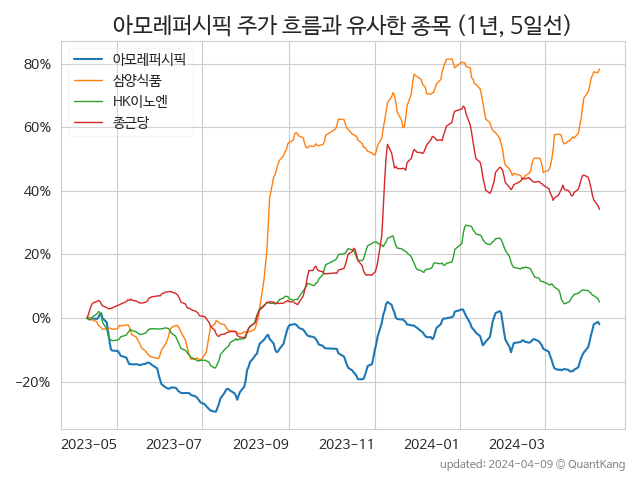 아모레퍼시픽 주가 흐름과 유사한 종목 (1년, 5일선)
아모레퍼시픽
삼양식품
HK이노엔
종근당
80%
60%
40%
20%
0%
−20%
2023-05 2023-07 2023-09 2023-11 2024-01 2024-03
updated: 2024-04-09 © QuantKang